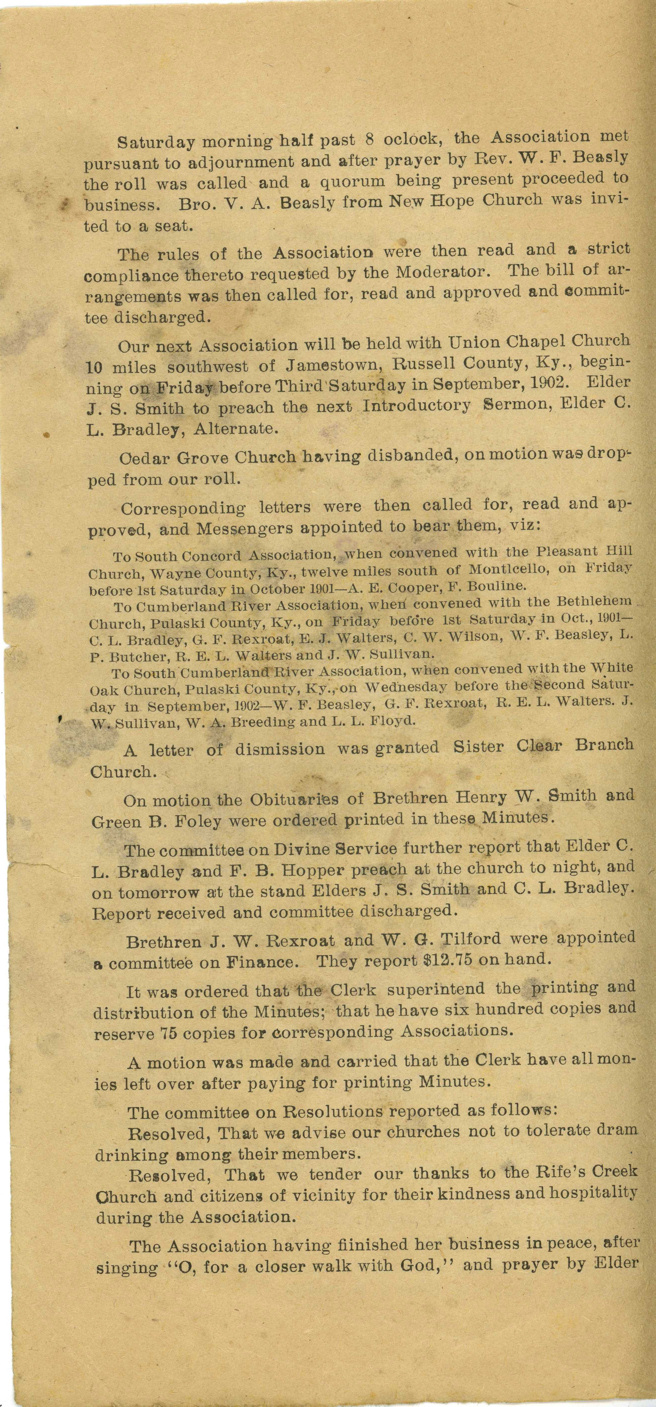 Saturday morning half past 8 oclock, the Association met
pursuant to adjournment and after prayer by Rev. W. F. Beasly
the roll was called and a quorum being present proceeded to
business. Bro. V. A. Beasly from New Hope Church was invi-
ted to a seat.
The rules of the Association were then read and a strict
compliance thereto requested by the Moderator. The bill of ar-
rangements was then called for, read and approved and commit-
tee discharged.
Our next Association will be held with Union Chapel Church
10 miles southwest of Jamestown, Russell County, Ky., begin-
ning on Friday before Third Saturday in September, 1902. Elder
J. S. Smith to preach the next Introductory Sermon, Elder C.
L. Bradley, Alternate.
Oedar Grove Church having disbanded, on motion was drop-
ped from our roll.
Corresponding letters were then called for, read and ap-
proved, and Messengers appointed to bear them, viz:
To South Concord Association, when convened with the Pleasant Hill
Church, Wayne County, Ky., twelve miles south of Monticello, on Friday
before 1st Saturday in October 1901—A. E. Cooper, F. Bouline.
To Cumberland River Association, when convened with the Bethlehem
Church, Pulaski County, Ky., on Friday before 1st Saturday in Oct., 1901—
C. L. Bradley, G. F. Rexroat, E. J. Walters, C. W. Wilson, W. F. Beasley, L.
P. Butcher, R. E. L. Walters and J. W. Sullivan.
To South Cumberland River Association, when convened with the White
Oak Church, Pulaski County, Ky., on Wednesday before the Second Satur-
day in September, 1902—W. F. Beasley, G. F. Rexroat, R. E. L. Walters. J.
W. Sullivan, W. A. Breeding and L. L. Floyd.
A letter of dismission was granted Sister Clear Branch
Church.
On motion the Obituaries of Brethren Henry W. Smith and
Green B. Foley were ordered printed in these Minutes.
The committee on Divine Service further report that Elder C.
L. Bradley and F. B. Hopper preach at the church to night, and
on tomorrow at the stand Elders J. S. Smith and C. L. Bradley.
Report received and committee discharged.
Brethren J. W. Rexroat and W. G. Tilford were appointed
a committee on Finance. They report $12.75 on hand.
It was ordered that the Clerk superintend the printing and
distribution of the Minutes; that he have six hundred copies and
reserve 75 copies for corresponding Associations.
A motion was made and carried that the Clerk have all mon-
ies left over after paying for printing Minutes.
The committee on Resolutions reported as follows:
Resolved, That we advise our churches not to tolerate dram
drinking among their members.
Resolved, That we tender our thanks to the Rife's Creek
Church and citizens of vicinity for their kindness and hospitality
during the Association.
The Association having fiinished her business in peace, after
singing "O, for a closer walk with God," and prayer by Elder